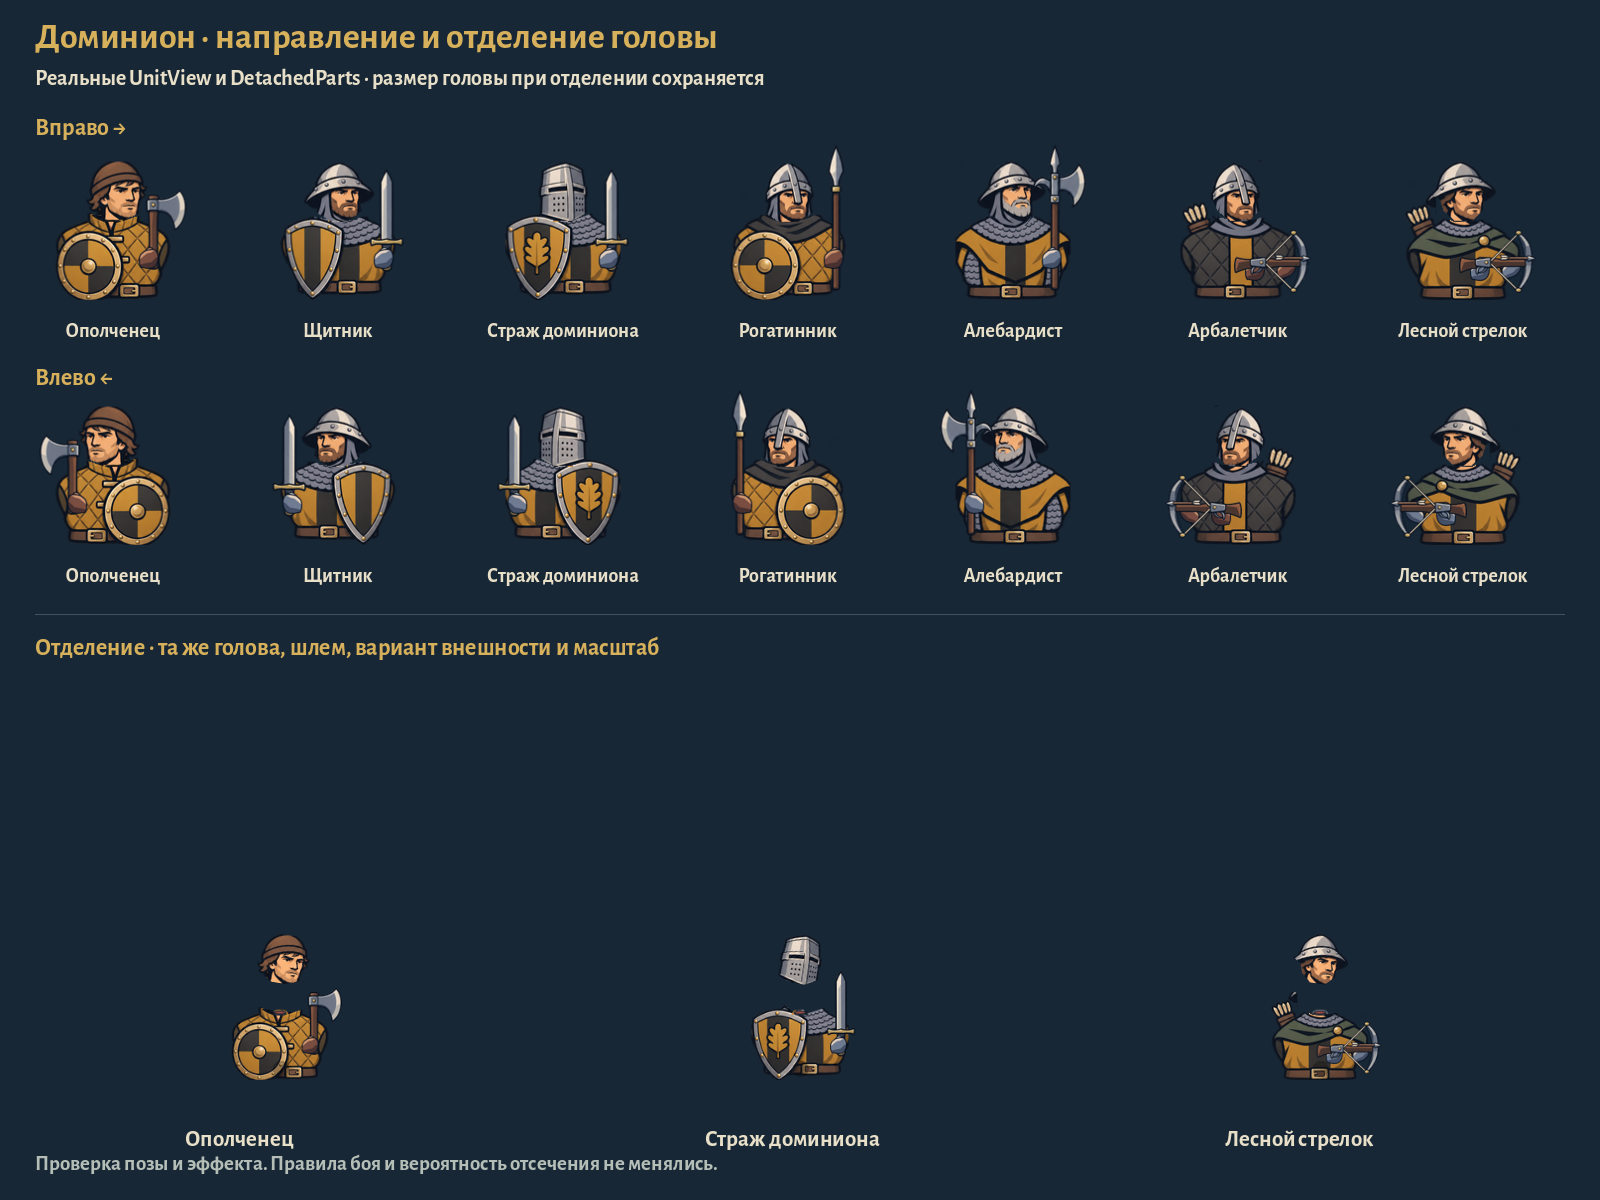 Доминион · направление и отделение головы
Реальные UnitView и DetachedParts · размер головы при отделении сохраняется
Вправо →
Ополченец Щитник Страж доминиона Рогатинник Алебардист Арбалетчик Лесной стрелок
Влево ←
Ополченец Щитник Страж доминиона Рогатинник Алебардист Арбалетчик Лесной стрелок
Отделение · та же голова, шлем, вариант внешности и масштаб
Ополченец Страж доминиона Лесной стрелок
Проверка позы и эффекта. Правила боя и вероятность отсечения не менялись.